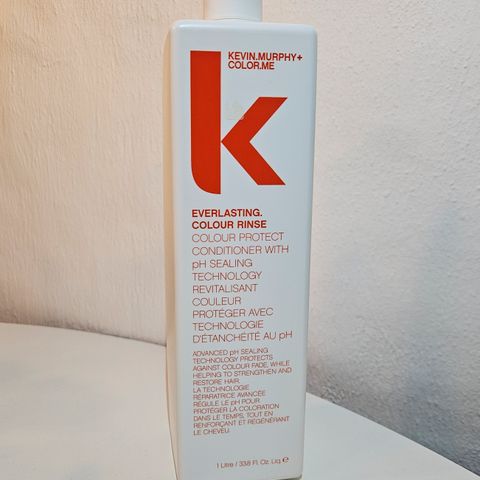 KEVIN.MURPHY+
COLOR.ME
k
EVERLASTING.
COLOUR RINSE
COLOUR PROTECT
CONDITIONER WITH
pH SEALING
TECHNOLOGY
REVITALISANT
COULEUR
PROTÉGER AVEC
TECHNOLOGIE
D'ÉTANCHÉITÉ AU pH
ADVANCED pH SEALING
TECHNOLOGY PROTECTS
AGAINST COLOUR FADE, WHILE
HELPING TO STRENGTHEN AND
RESTORE HAIR.
LA TECHNOLOGIE
RÉPARATRICE AVANCÉE
RÉGULE LE pH POUR
PROTÉGER LA COLORATION
DANS LE TEMPS, TOUT EN
RENFORÇANT ET RÉGÉNÉRANT
LE CHEVEU.
1 Litre / 33.8 Fl. Oz. Liq. ℮